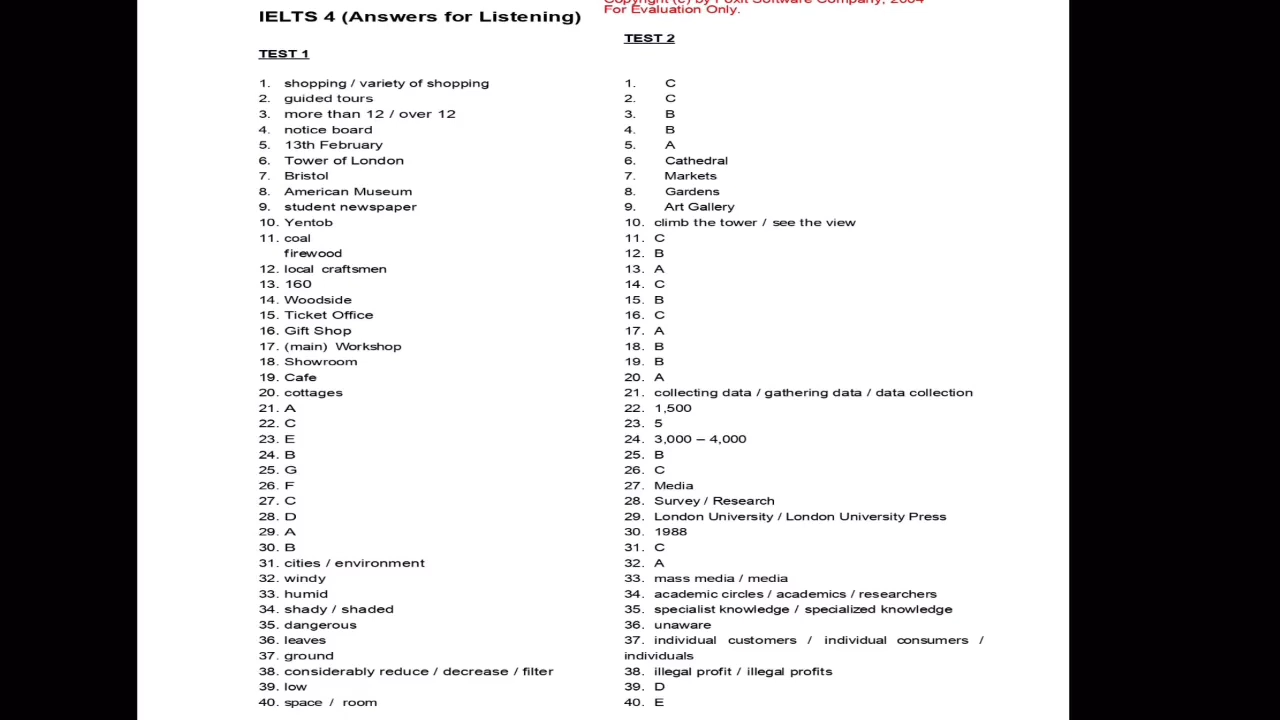 IELTS 4 (Answers for Listening)
TEST 1
1. shopping / variety of shopping
2. guided tours
3. more than 12 / over 12
4. notice board
5. 13th February
6. Tower of London
7. Bristol
8. American Museum
9. student newspaper
10. Yentob
11. coal
firewood
12. local craftsmen
13. 160
14. Woodside
15. Ticket Office
16. Gift Shop
17. (main) Workshop
18. Showroom
19. Cafe
20. cottages
21. A
22. C
23. E
24. B
25. G
26. F
27. C
28. D
29. A
30. B
31. cities / environment
32. windy
33. humid
34. shady / shaded
35. dangerous
36. leaves
37. ground
38. considerably reduce / decrease / filter
39. low
40. space / room
Copyright (c) by Foxit Software Company, 2004
For Evaluation Only.
TEST 2
1. C
2. C
3. B
4. B
5. A
6. Cathedral
7. Markets
8. Gardens
9. Art Gallery
10. climb the tower / see the view
11. C
12. B
13. A
14. C
15. B
16. C
17. A
18. B
19. B
20. A
21. collecting data / gathering data / data collection
22. 1,500
23. 5
24. 3,000 – 4,000
25. B
26. C
27. Media
28. Survey / Research
29. London University / London University Press
30. 1988
31. C
32. A
33. mass media / media
34. academic circles / academics / researchers
35. specialist knowledge / specialized knowledge
36. unaware
37. individual customers / individual consumers /
individuals
38. illegal profit / illegal profits
39. D
40. E